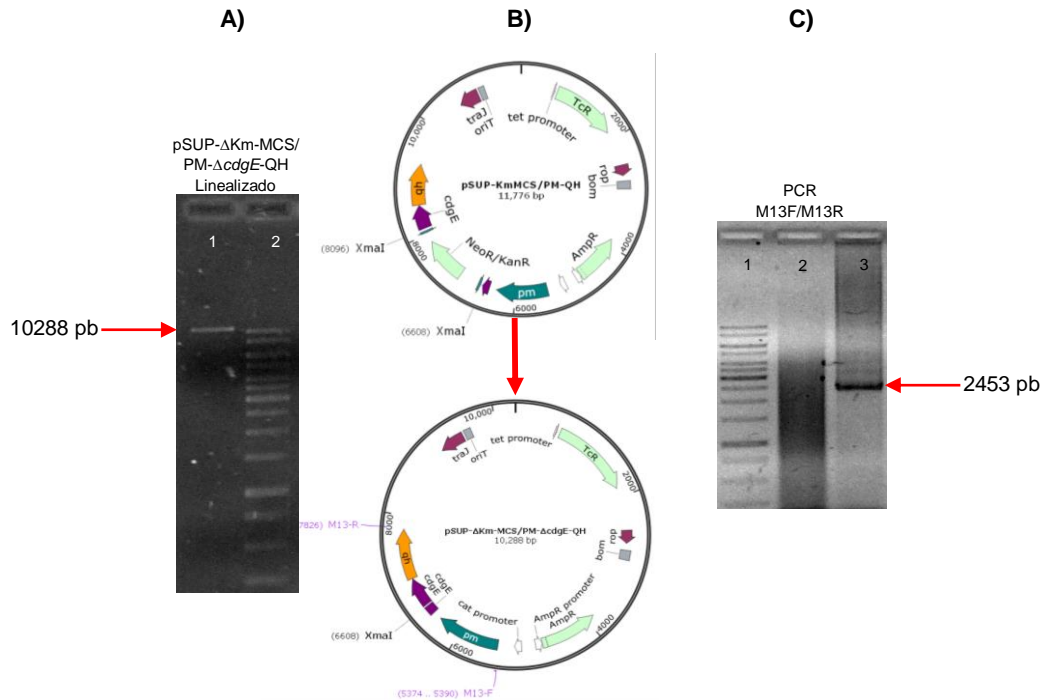 A)
B)
C)
pSUP-ΔKm-MCS/
PM-ΔcdgE-QH
Linealizado
1
2
10288 pb
10,000
2000
4000
6000
8000
traJ
oriT
tet promoter
TcR
rop
bom
pSUP-KmMCS/PM-QH
11,776 bp
qh
cdgE
(8096) XmaI
NeoR/KanR
AmpR
pm
(6608) XmaI
10,000
2000
4000
6000
8000
traJ
oriT
tet promoter
TcR
7826) M13-R
pSUP-ΔKm-MCS/PM-ΔcdgE-QH
10,288 bp
rop
bom
qh
cdgE
cdgE
cat promoter
AmpR promoter
AmpR
(6608) XmaI
pm
(5374 .. 5390) M13-F
PCR
M13F/M13R
1
2
3
2453 pb